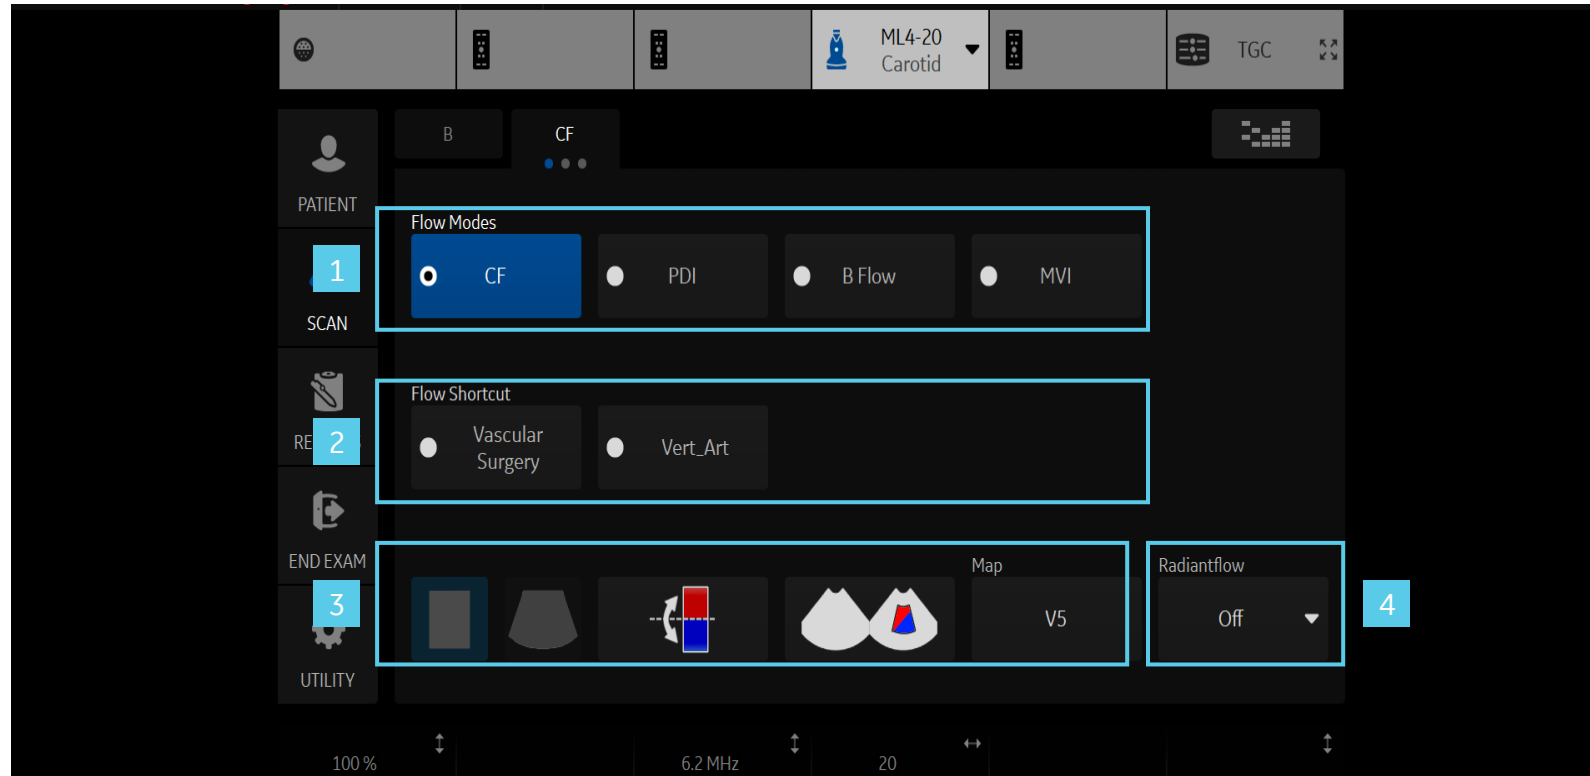 ML4-20
Carotid
TGC
B
CF
PATIENT
Flow Modes
1
CF
PDI
B Flow
MVI
SCAN
Flow Shortcut
RE
2
S
Vascular
Surgery
Vert_Art
END EXAM
Map
Radiantflow
3
V5
Off
4
UTILITY
100 %
6.2 MHz
20